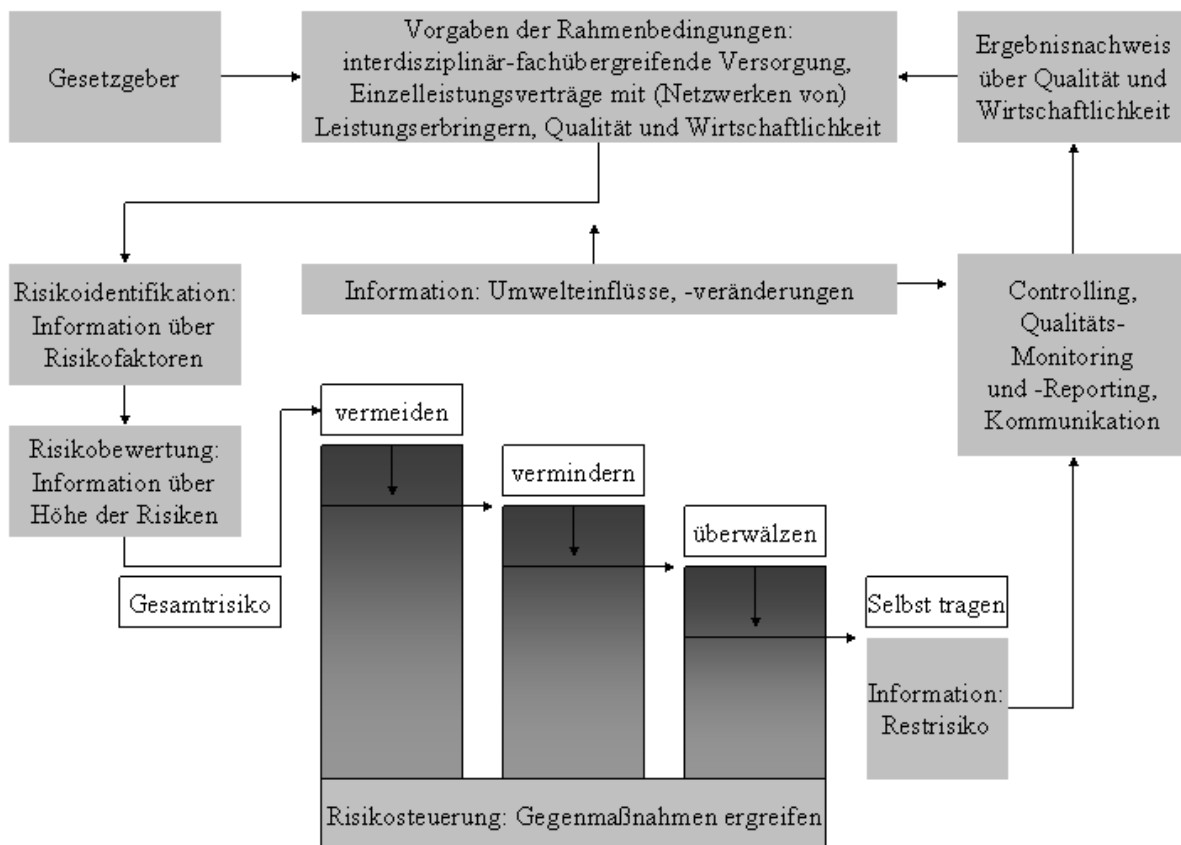 Gesetzgeber
Vorgaben der Rahmenbedingungen:
interdisziplinär-fachübergreifende Versorgung,
Einzelleistungsverträge mit (Netzwerken von)
Leistungserbringern, Qualität und Wirtschaftlichkeit
Ergebnisnachweis
über Qualität und
Wirtschaftlichkeit
Risikoidentifikation:
Information über
Risikofaktoren
Information: Umwelteinflüsse, -veränderungen
Controlling,
Qualitäts-
Monitoring
und -Reporting,
Kommunikation
Risikobewertung:
Information über
Höhe der Risiken
Gesamtrisiko
vermeiden
vermindern
überwälzen
Selbst tragen
Information:
Restrisiko
Risikosteuerung: Gegenmaßnahmen ergreifen